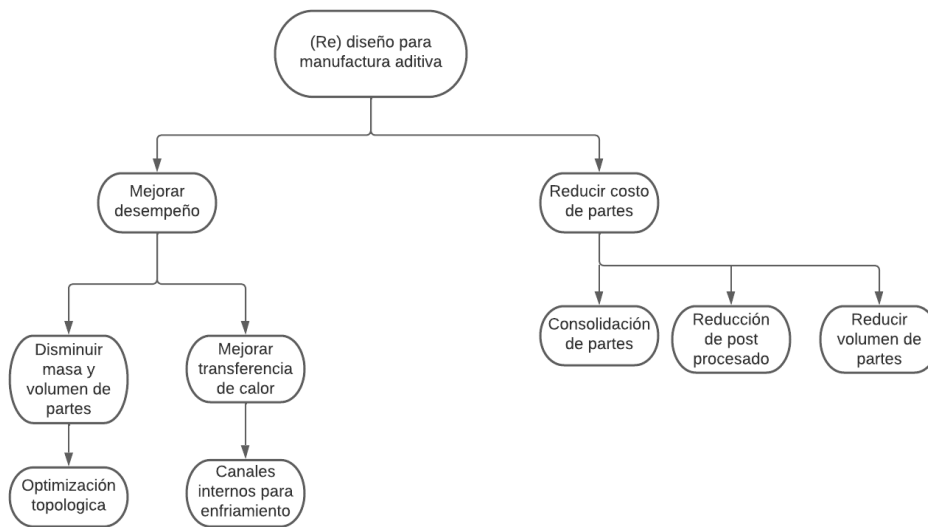 (Re) diseño para
manufactura aditiva
Mejorar
desempeño
Reducir costo
de partes
Disminuir
masa y
volumen de
partes
Mejorar
transferencia
de calor
Consolidación
de partes
Reducción
de post
procesado
Reducir
volumen de
partes
Optimización
topologica
Canales
internos para
enfriamiento